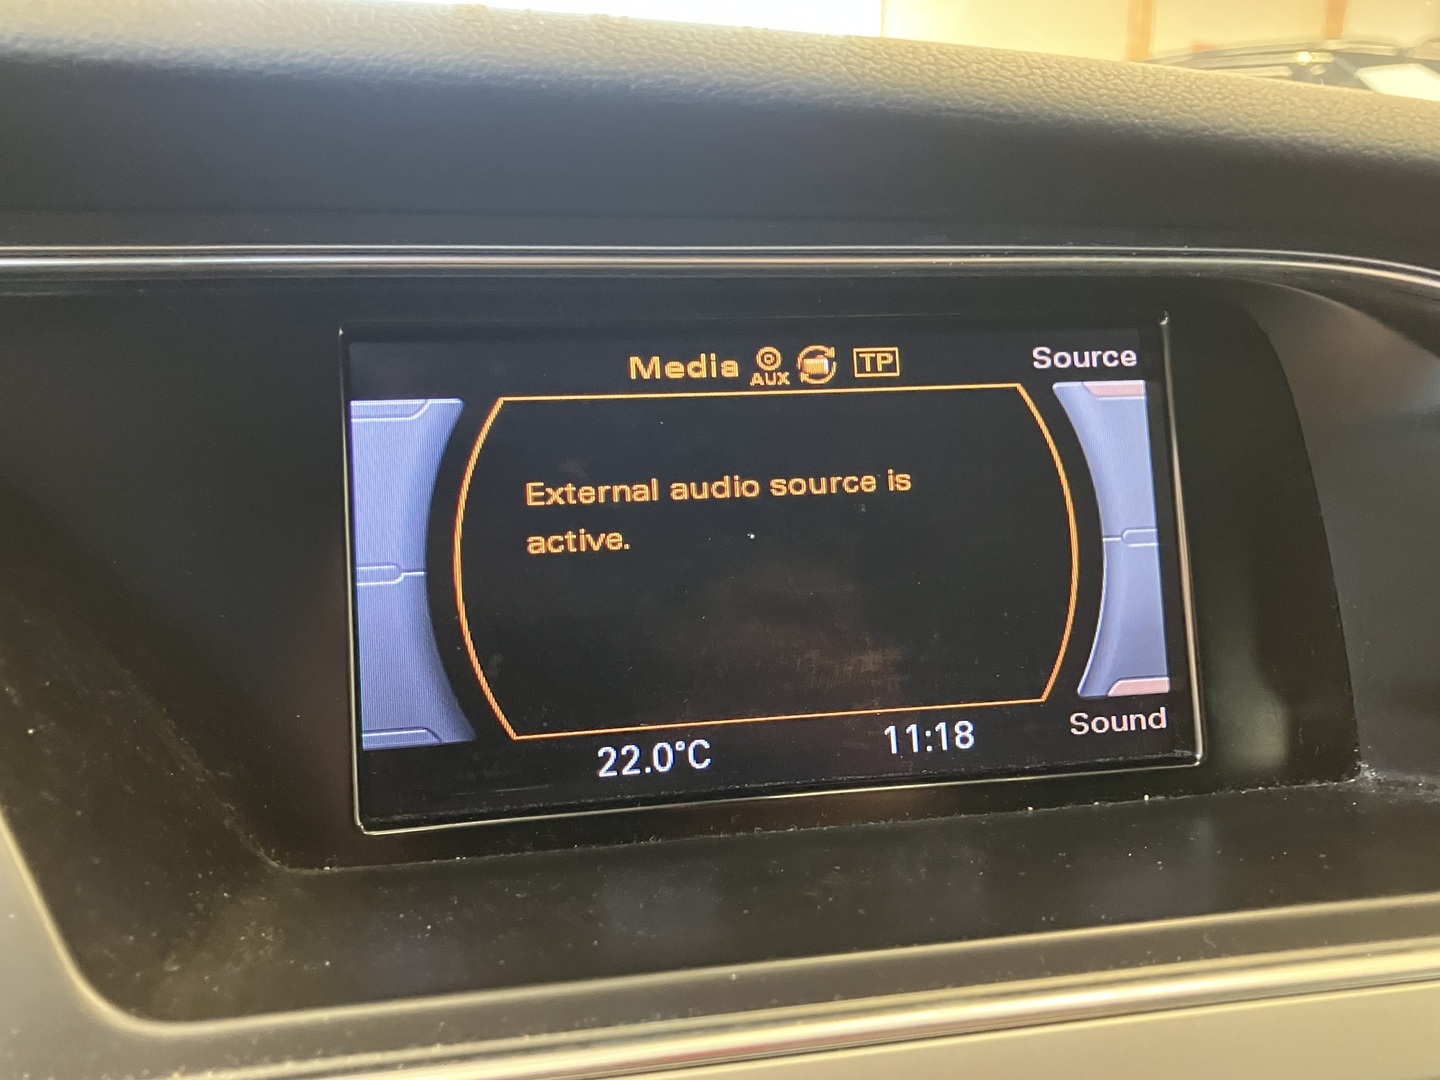 Media AUX TP
Source
External audio source is
active.
22.0°C
11:18
Sound